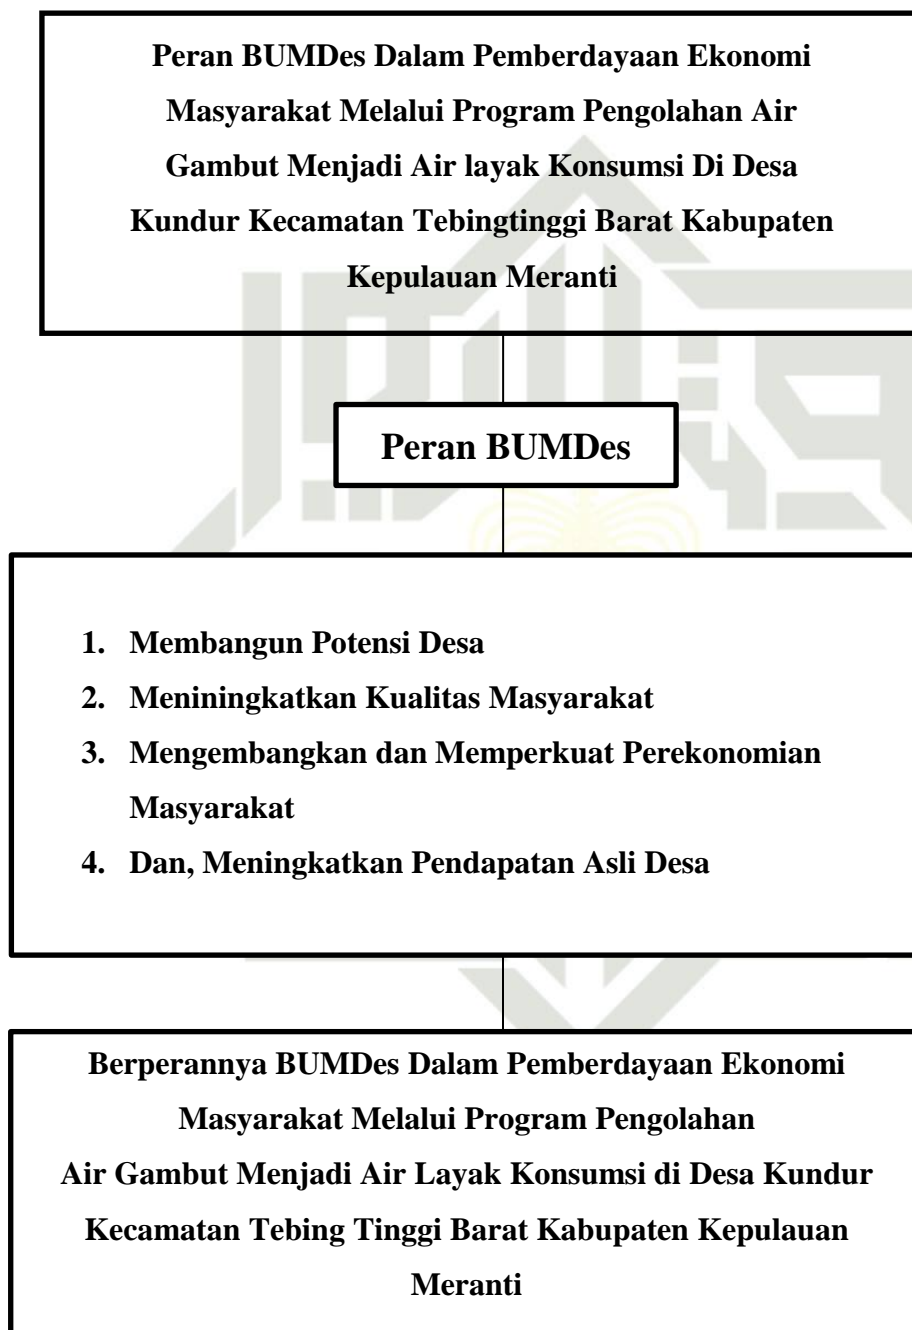 Peran BUMDes Dalam Pemberdayaan Ekonomi
Masyarakat Melalui Program Pengolahan Air
Gambut Menjadi Air layak Konsumsi Di Desa
Kundur Kecamatan Tebingtinggi Barat Kabupaten
Kepulauan Meranti
Peran BUMDes
1. Membangun Potensi Desa
2. Meniningkatkan Kualitas Masyarakat
3. Mengembangkan dan Memperkuat Perekonomian
Masyarakat
4. Dan, Meningkatkan Pendapatan Asli Desa
Berperannya BUMDes Dalam Pemberdayaan Ekonomi
Masyarakat Melalui Program Pengolahan
Air Gambut Menjadi Air Layak Konsumsi di Desa Kundur
Kecamatan Tebing Tinggi Barat Kabupaten Kepulauan
Meranti